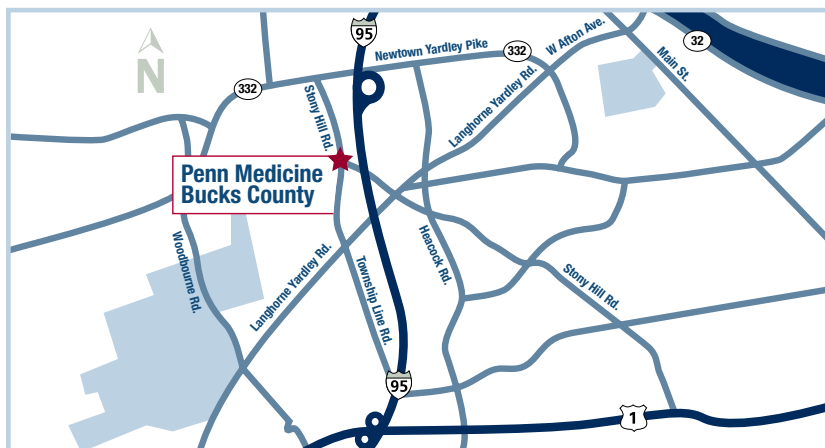 95
32
W Afton Ave.
Newtown Yardley Pike
332
Main St.
N
332
Stony Hill Rd.
Langhorne Yardley Rd.
Penn Medicine
Bucks County
Woodbourne Rd.
Langhorne Yardley Rd.
Township Line Rd.
Heacock Rd.
Stony Hill Rd.
95
1